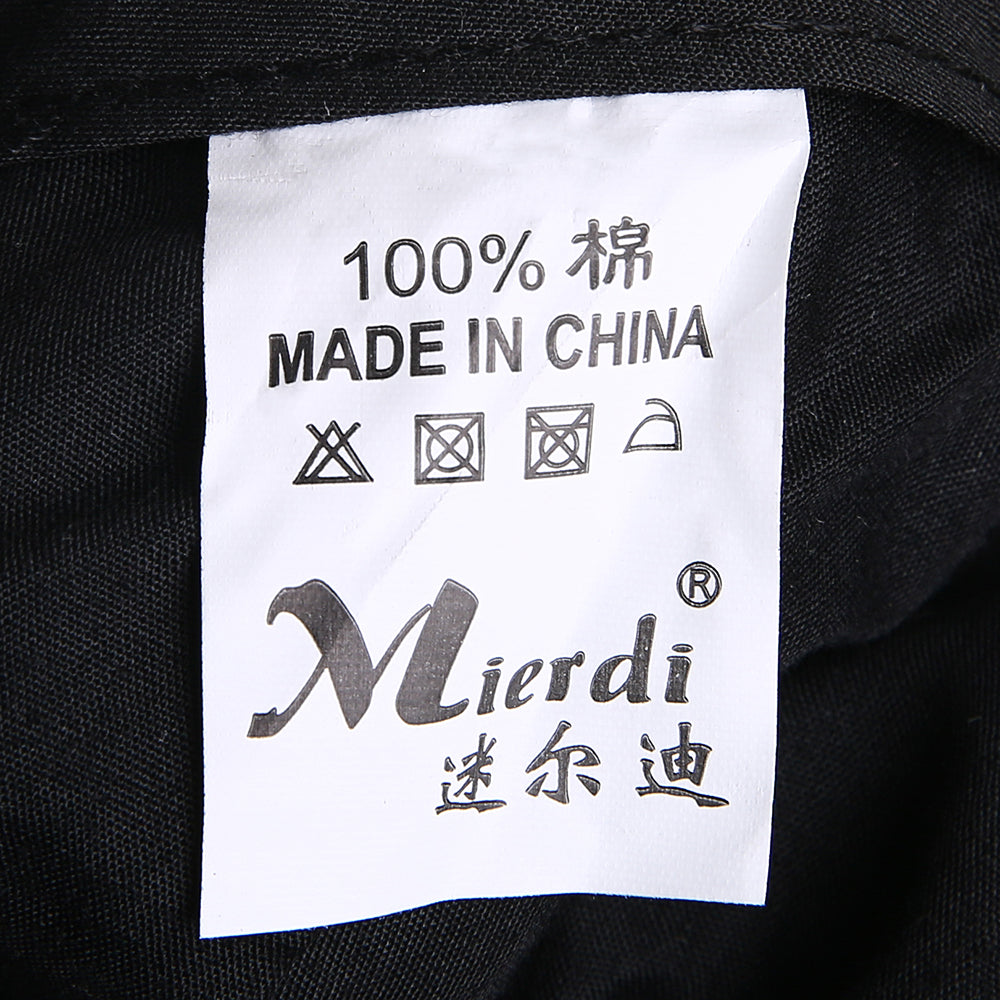 100% 棉
MADE IN CHINA
®
Mierdi
迷尔迪